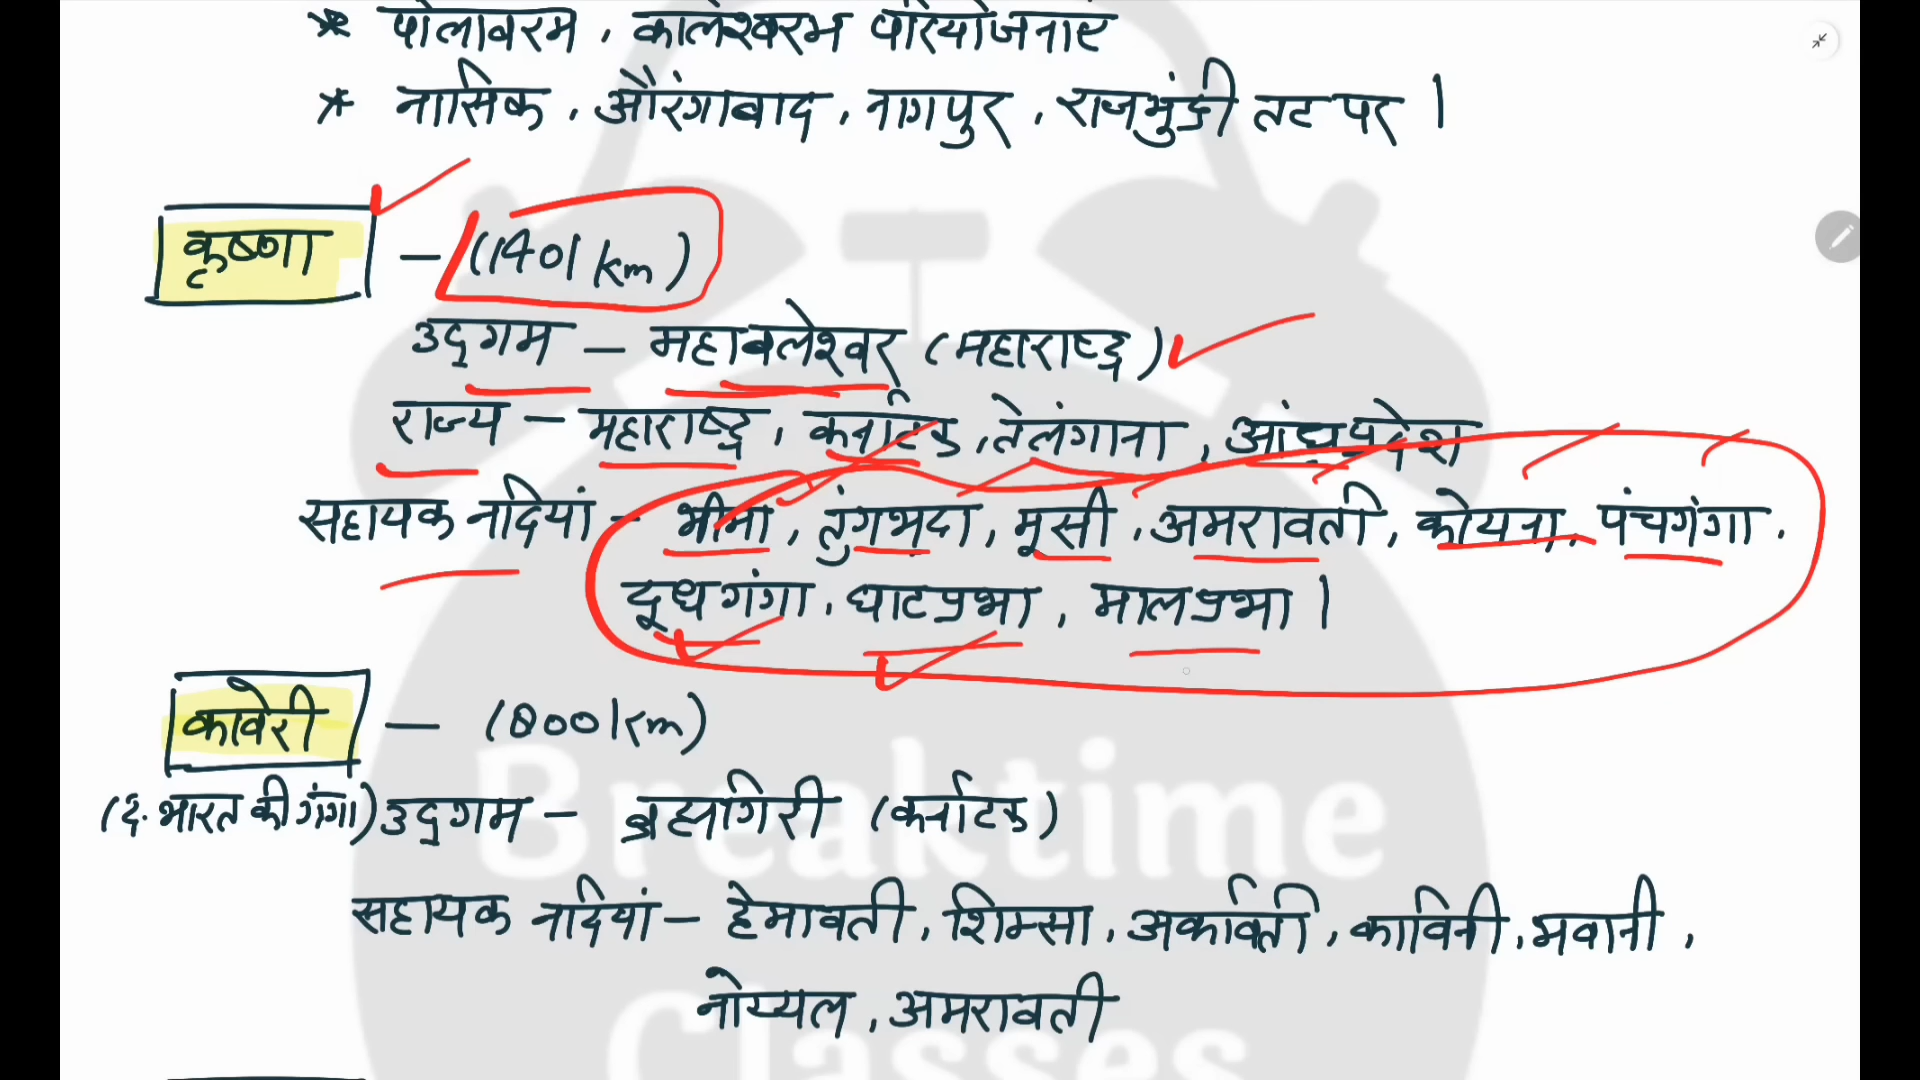 * पोलावरम, कालेश्वरम परियोजनाएं
* नासिक, औरंगाबाद, नागपुर, राजमुंद्री तट पर |
कृष्णा – (1401 km)
उद्गम – महाबलेश्वर (महाराष्ट्र)
राज्य – महाराष्ट्र, कर्नाटक, तेलंगाना, आंध्रप्रदेश
सहायक नदियां – भीमा, तुंगभद्रा, मूसी, अमरावती, कोयना, पंचगंगा,
दूधगंगा, घाटप्रभा, मालप्रभा |
कावेरी – (800 km)
(द. भारत की गंगा) उद्गम – ब्रह्मगिरी (कर्नाटक)
सहायक नदियां – हेमावती, शिम्सा, अर्कावती, काविनी, भवानी,
नोय्यल, अमरावती
Breaktime
Classes